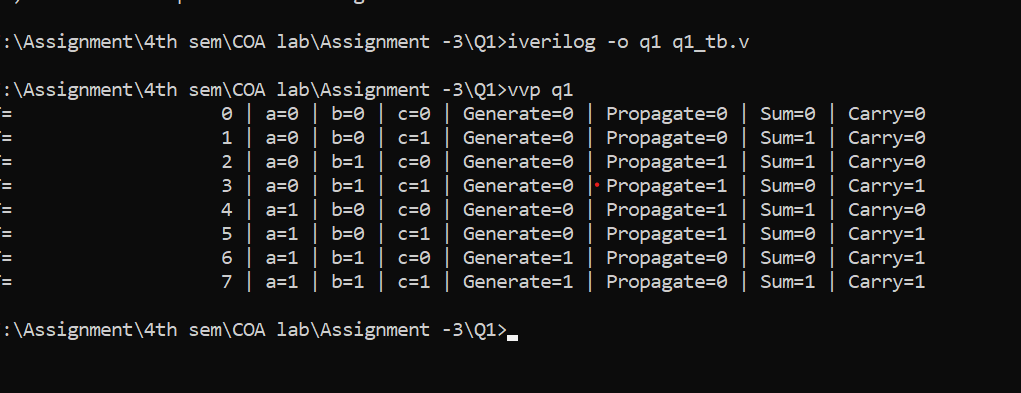 :\Assignment\4th sem\COA lab\Assignment -3\Q1>iverilog -o q1 q1_tb.v
:\Assignment\4th sem\COA lab\Assignment -3\Q1>vvp q1
= 0 | a=0 | b=0 | c=0 | Generate=0 | Propagate=0 | Sum=0 | Carry=0
= 1 | a=0 | b=0 | c=1 | Generate=0 | Propagate=0 | Sum=1 | Carry=0
= 2 | a=0 | b=1 | c=0 | Generate=0 | Propagate=1 | Sum=1 | Carry=0
= 3 | a=0 | b=1 | c=1 | Generate=0 | Propagate=1 | Sum=0 | Carry=1
= 4 | a=1 | b=0 | c=0 | Generate=0 | Propagate=1 | Sum=1 | Carry=0
= 5 | a=1 | b=0 | c=1 | Generate=0 | Propagate=1 | Sum=0 | Carry=1
= 6 | a=1 | b=1 | c=0 | Generate=1 | Propagate=0 | Sum=0 | Carry=1
= 7 | a=1 | b=1 | c=1 | Generate=1 | Propagate=0 | Sum=1 | Carry=1
:\Assignment\4th sem\COA lab\Assignment -3\Q1>